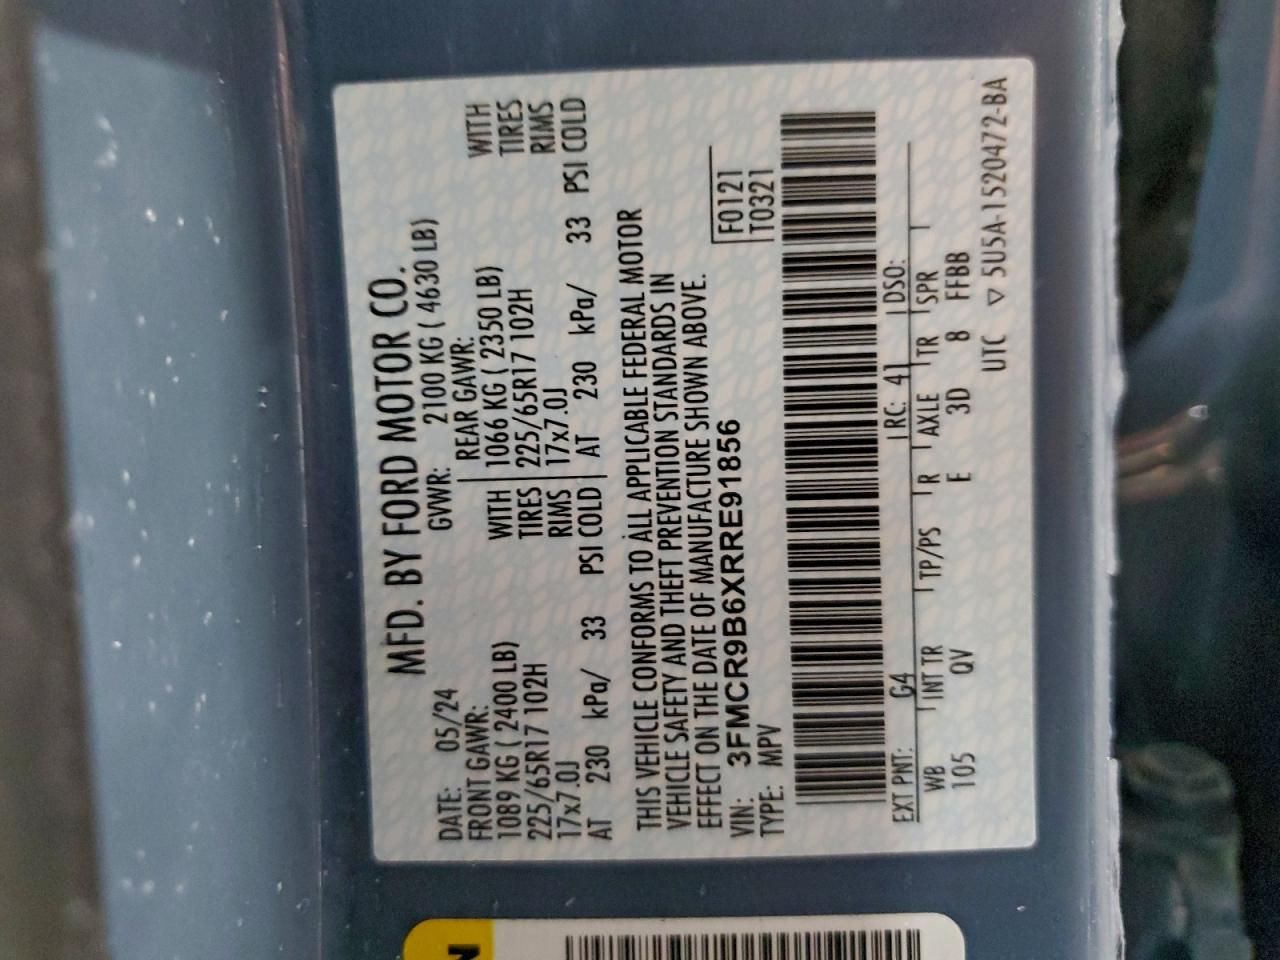 MFD. BY FORD MOTOR CO.
DATE: 05/24 GVWR: 2100 KG ( 4630 LB)
FRONT GAWR: REAR GAWR:
1089 KG ( 2400 LB) WITH 1066 KG ( 2350 LB) WITH
225/65R17 102H TIRES 225/65R17 102H TIRES
17x7.0J RIMS 17x7.0J RIMS
AT 230 kPa/ 33 PSI COLD AT 230 kPa/ 33 PSI COLD
THIS VEHICLE CONFORMS TO ALL APPLICABLE FEDERAL MOTOR
VEHICLE SAFETY AND THEFT PREVENTION STANDARDS IN
EFFECT ON THE DATE OF MANUFACTURE SHOWN ABOVE.
VIN: 3FMCR9B6XRRE91856 F0121
TYPE: MPV T0321
EXT PNT: G4 RC: 41 DSO:
WB INT TR TP/PS R AXLE TR SPR
105 QV E 3D 8 FFBB
UTC ▽ 5U5A-1520472-BA
N